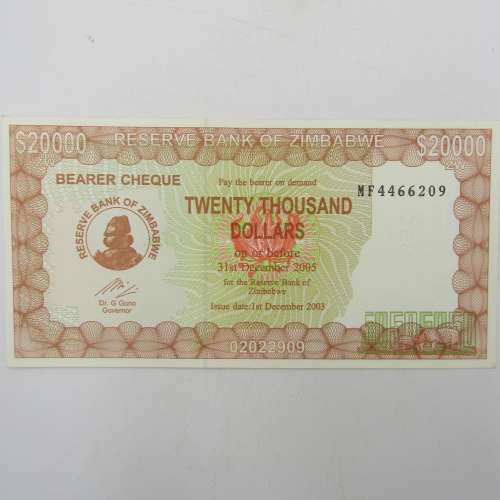 $20000 RESERVE BANK OF ZIMBABWE $20000
BEARER CHEQUE
Pay the bearer on demand
MF4466209
TWENTY THOUSAND
DOLLARS
on or before
31st December 2005
for the Reserve Bank of
Zimbabwe
Issue date:1st December 2003
RESERVE BANK OF ZIMBABWE
Dr. G Gono
Governor
02022909